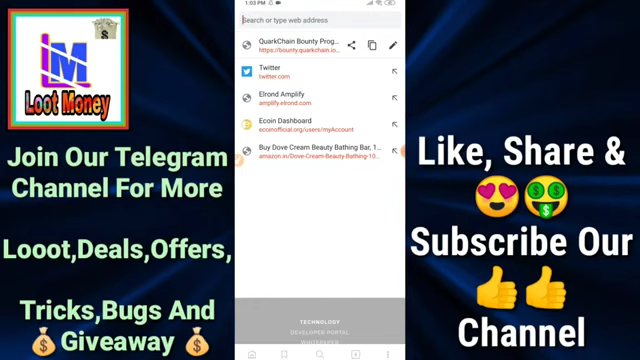 LM
Loot Money
Join Our Telegram
Channel For More
Looot,Deals,Offers,
Tricks,Bugs And
Giveaway
1:03 PM
Search or type web address
QuarkChain Bounty Prog...
https://bounty.quarkchain.io...
Twitter
twitter.com
Elrond Amplify
amplify.elrond.com
Ecoin Dashboard
ecoinofficial.org/users/myAccount
Buy Dove Cream Beauty Bathing Bar, 1...
amazon.in/Dove-Cream-Beauty-Bathing-10...
TECHNOLOGY
DEVELOPER PORTAL
WHITEPAPER
Like, Share &
Subscribe Our
Channel